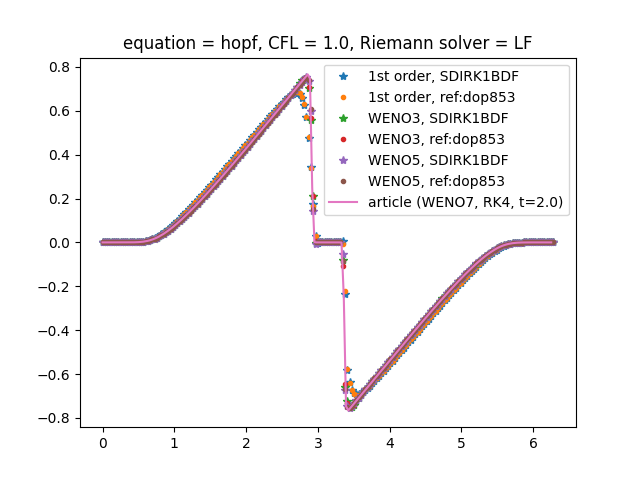 equation = hopf, CFL = 1.0, Riemann solver = LF
0.8
0.6
0.4
0.2
0.0
−0.2
−0.4
−0.6
−0.8
1st order, SDIRK1BDF
1st order, ref:dop853
WENO3, SDIRK1BDF
WENO3, ref:dop853
WENO5, SDIRK1BDF
WENO5, ref:dop853
article (WENO7, RK4, t=2.0)
0 1 2 3 4 5 6